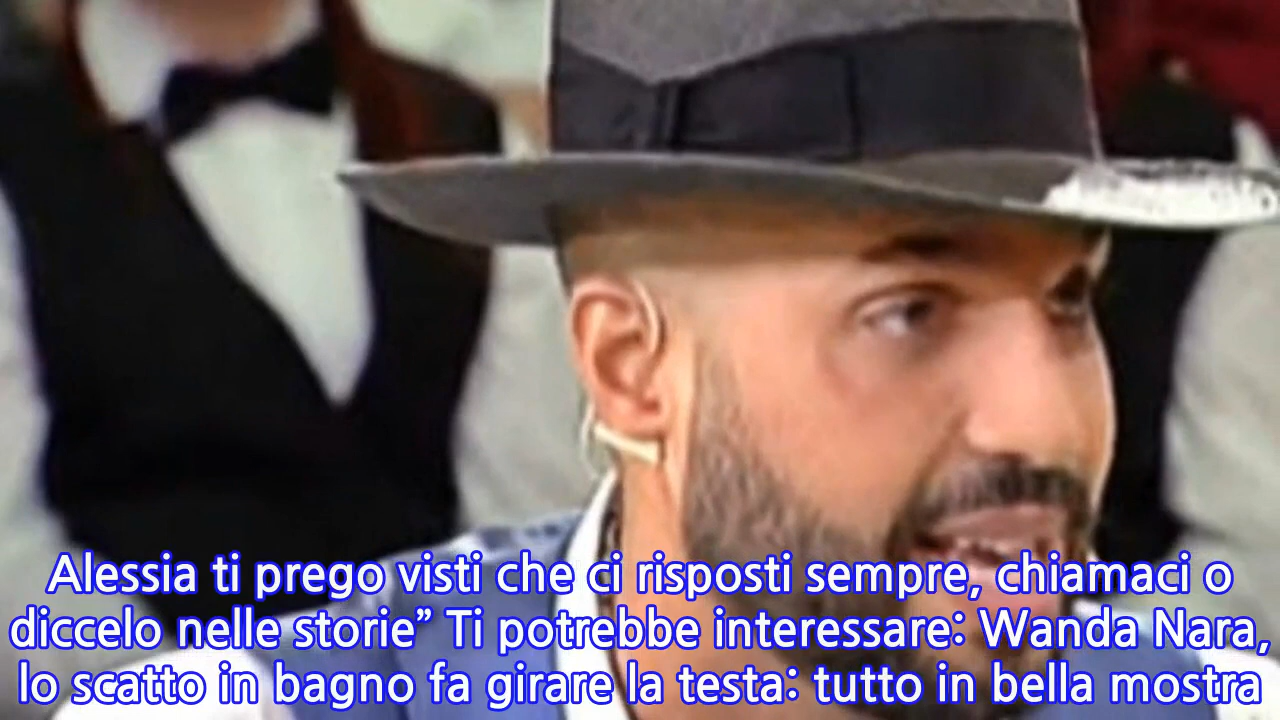 Alessia ti prego visti che ci risposti sempre, chiamaci o
diccelo nelle storie” Ti potrebbe interessare: Wanda Nara,
lo scatto in bagno fa girare la testa: tutto in bella mostra